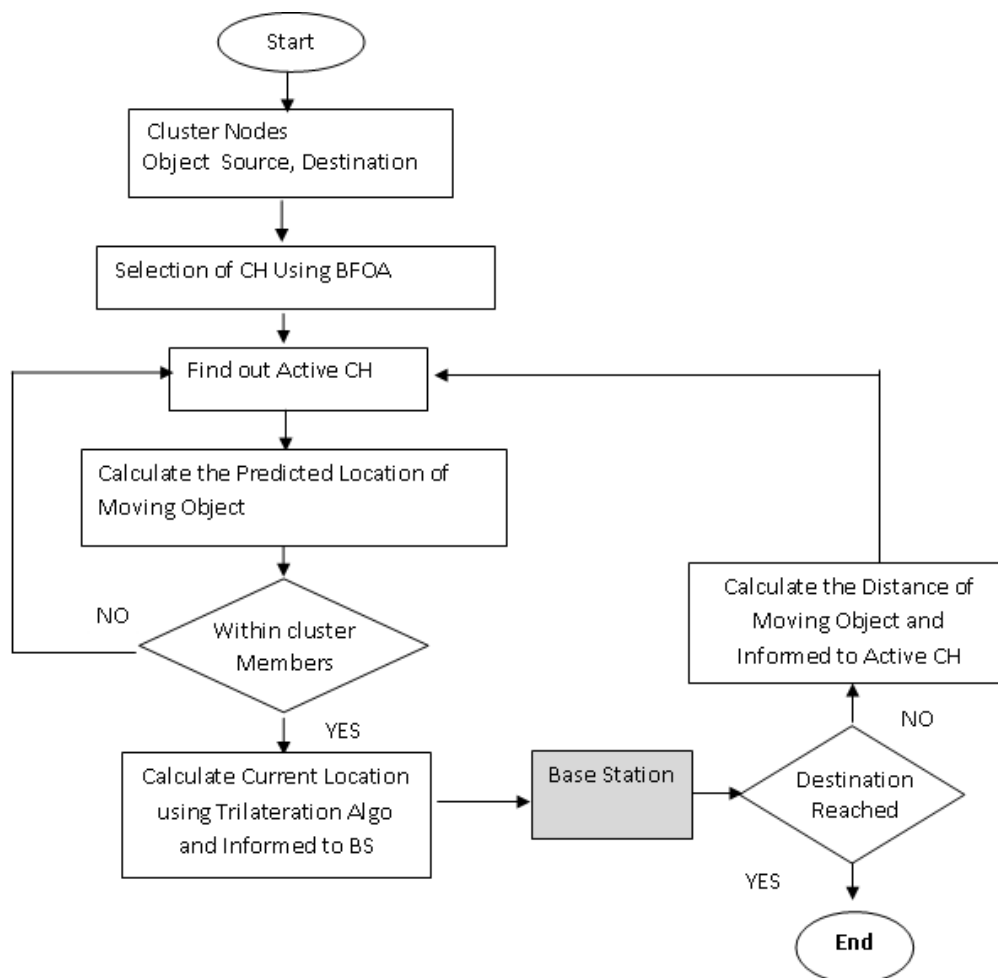 Start
Cluster Nodes
Object Source, Destination
Selection of CH Using BFOA
Find out Active CH
Calculate the Predicted Location of
Moving Object
NO
Within cluster
Members
YES
Calculate Current Location
using Trilateration Algo
and Informed to BS
Base Station
Destination
Reached
NO
Calculate the Distance of
Moving Object and
Informed to Active CH
YES
End